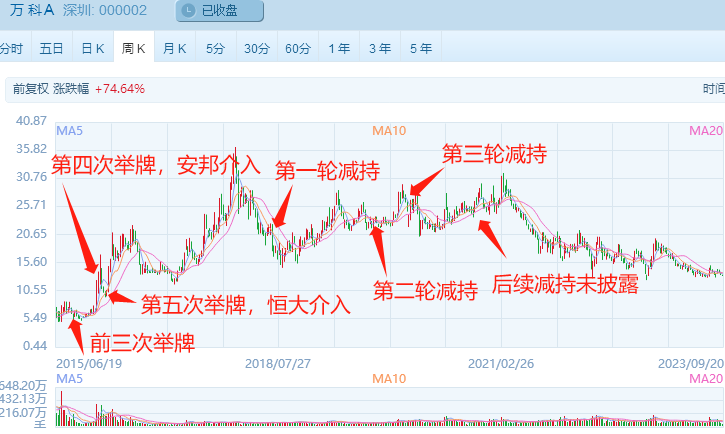 万科A 深圳: 000002 已收盘
分时 五日 日K 周K 月K 5分 30分 60分 1年 3年 5年
前复权 涨跌幅 +74.64% 时间
40.87
MA5 MA10 MA20
35.82
第三轮减持
第四次举牌，安邦介入
第一轮减持
30.76
25.71
20.65
15.60
后续减持未披露
第二轮减持
10.55
第五次举牌，恒大介入
5.49
前三次举牌
0.44
2015/06/19 2018/07/27 2021/02/26 2023/09/20
MA5 MA10 MA20
648.20万
432.13万
216.07万
手